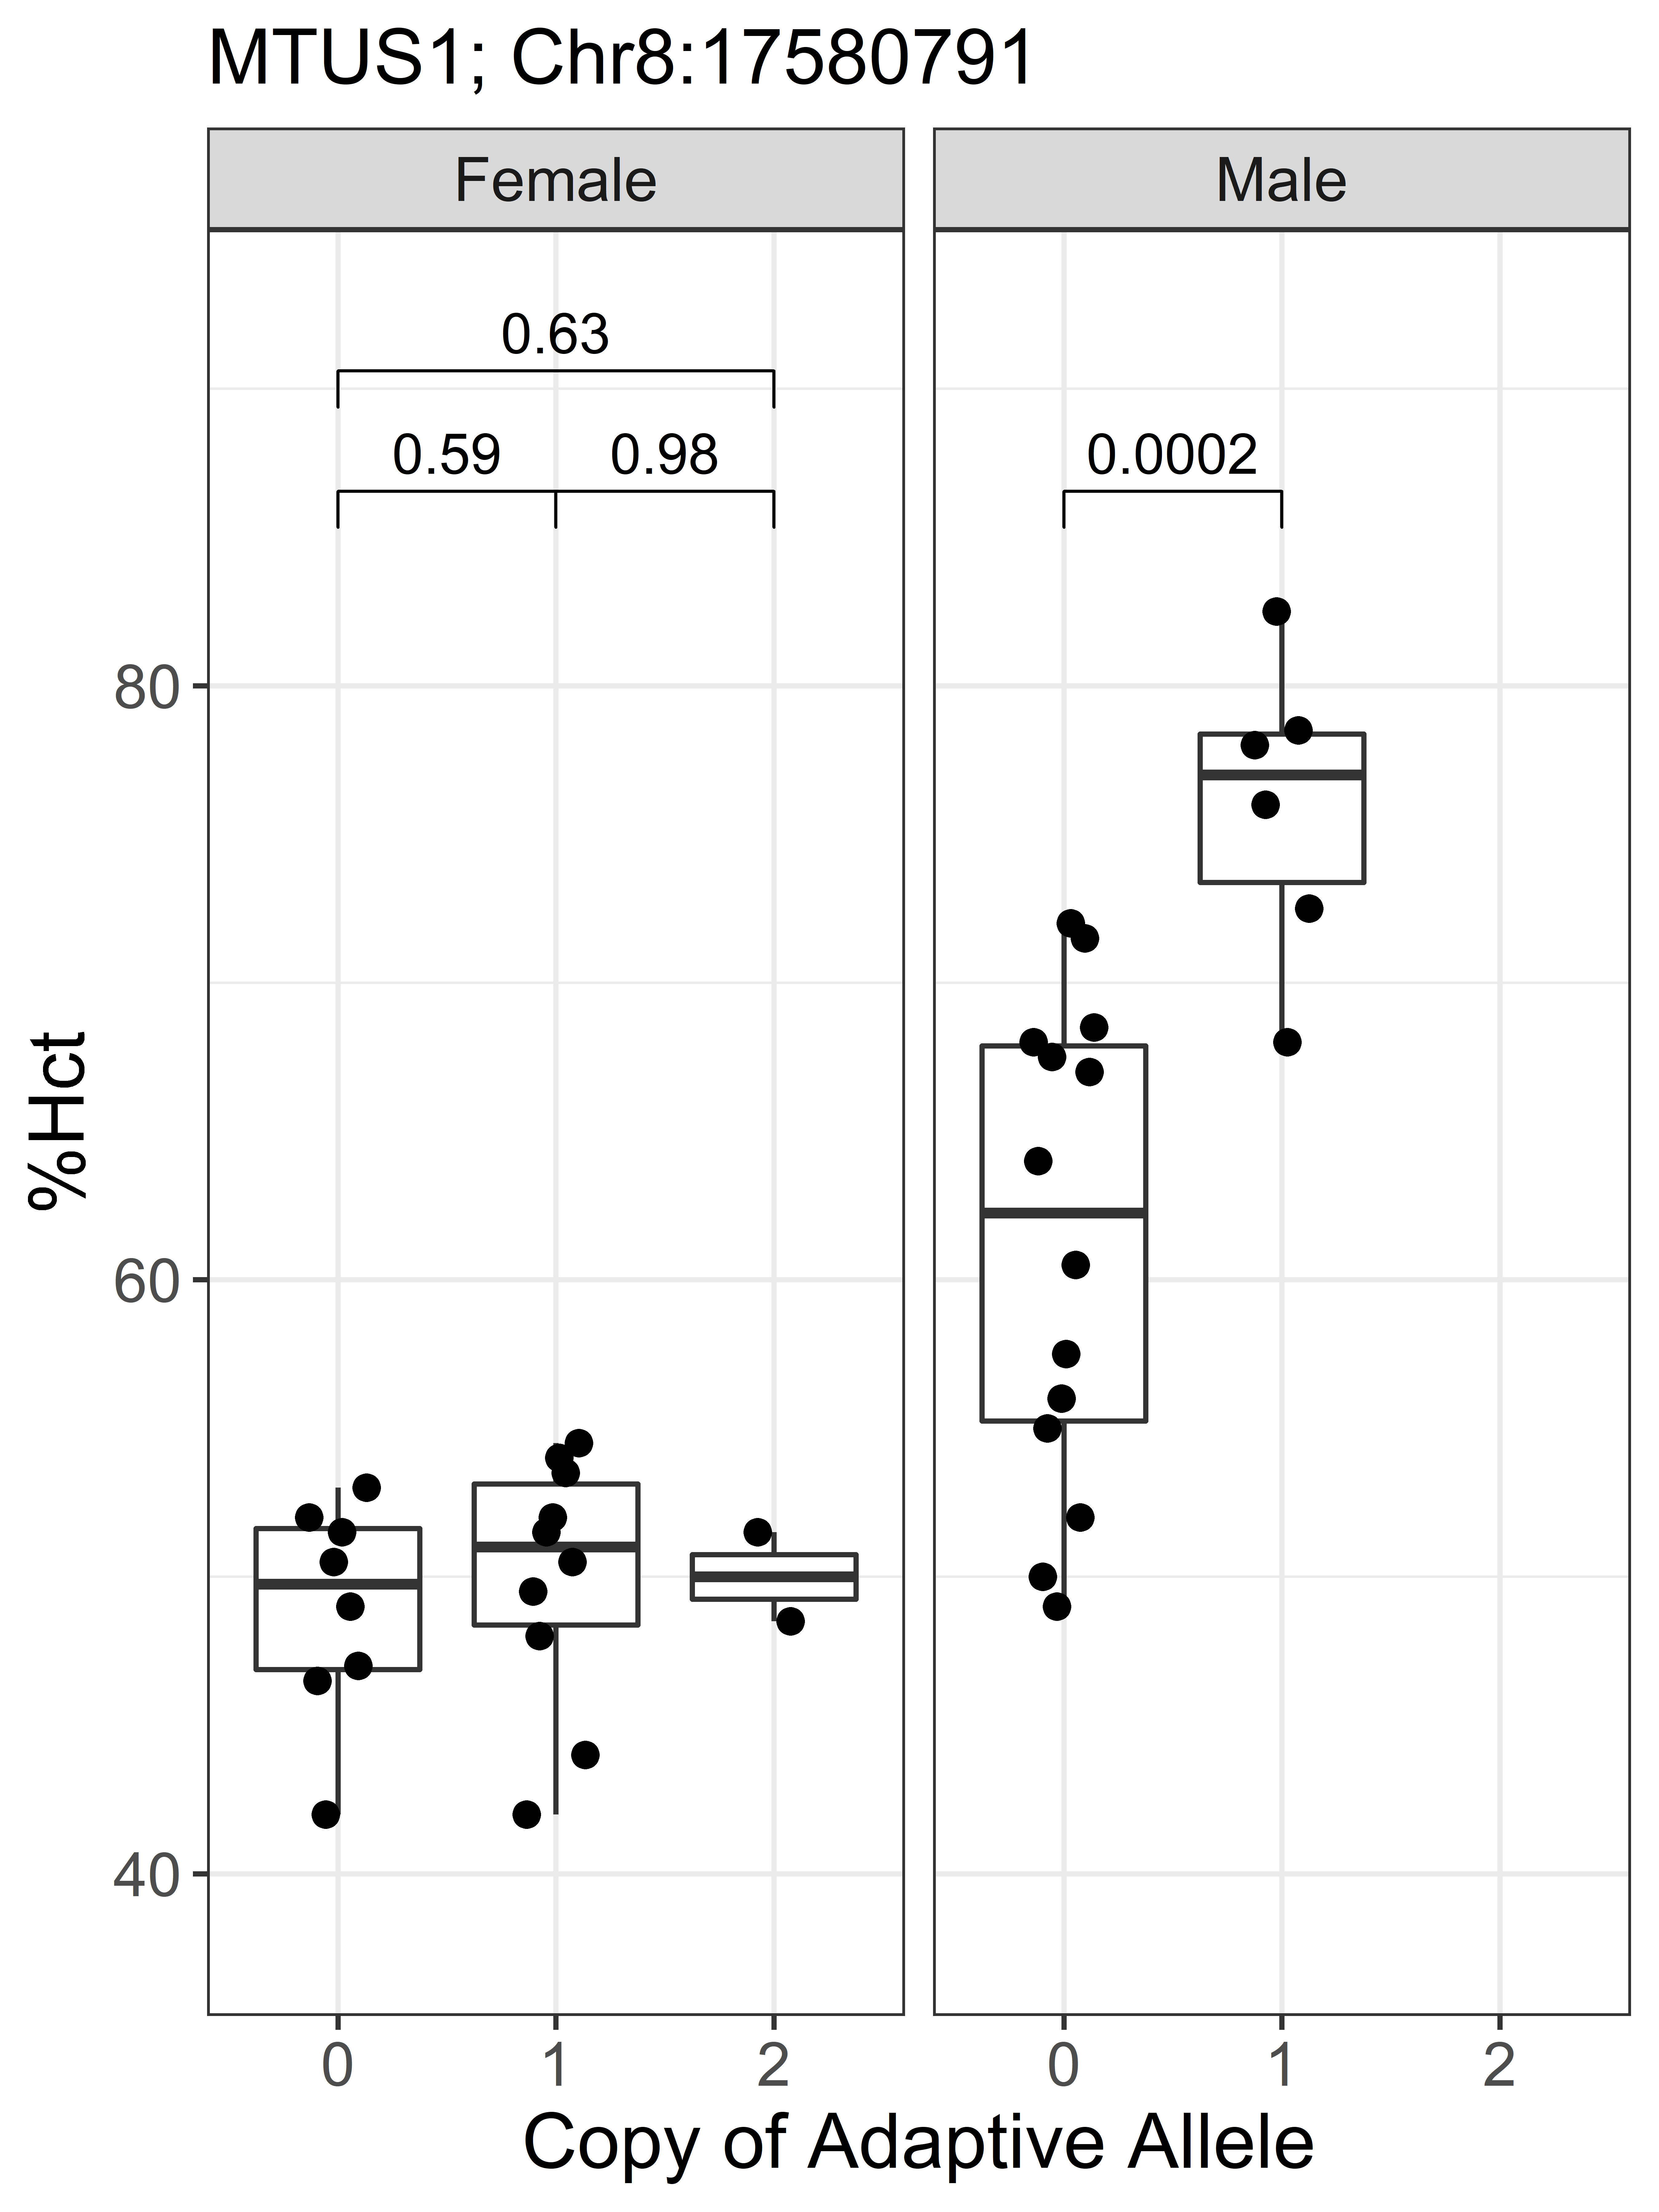 MTUS1; Chr8:17580791
Female
Male
0.63
0.59
0.98
0.0002
80
60
40
%Hct
0 1 2
0 1 2
Copy of Adaptive Allele